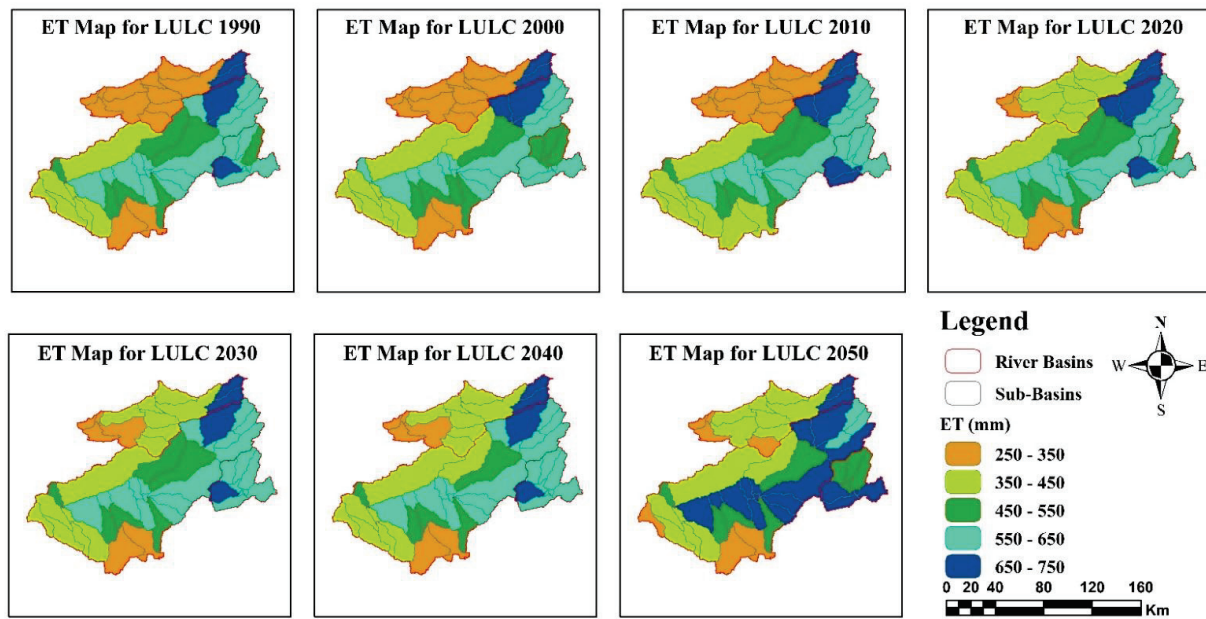 ET Map for LULC 1990
ET Map for LULC 2000
ET Map for LULC 2010
ET Map for LULC 2020
ET Map for LULC 2030
ET Map for LULC 2040
ET Map for LULC 2050
Legend
River Basins
Sub-Basins
ET (mm)
250 - 350
350 - 450
450 - 550
550 - 650
650 - 750
N
W E
S
0 20 40 80 120 160
Km